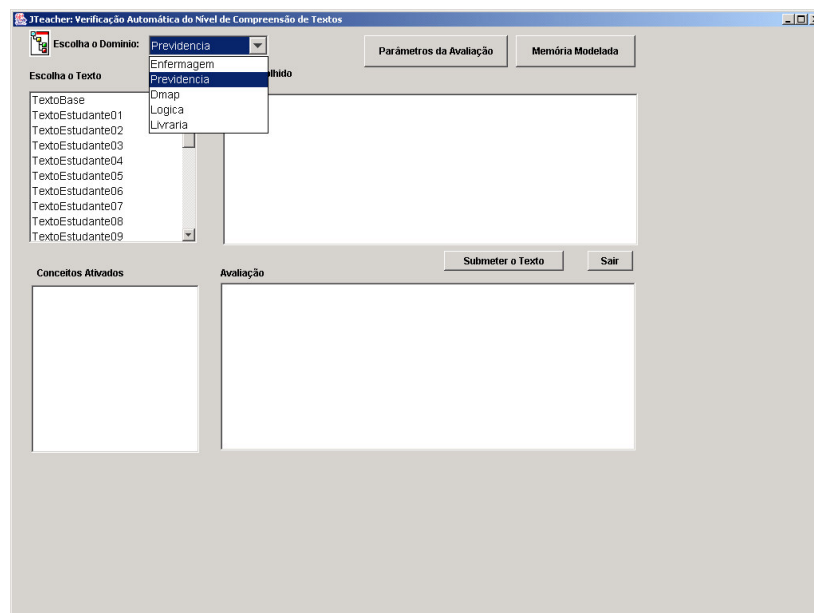 JTeacher: Verificação Automática do Nível de Compreensão de Textos
Escolha o Dominio: Previdencia
Parâmetros da Avaliação
Memória Modelada
Enfermagem
Previdencia
Dmap
Logica
Livraria
Escolha o Texto
lhido
TextoBase
TextoEstudante01
TextoEstudante02
TextoEstudante03
TextoEstudante04
TextoEstudante05
TextoEstudante06
TextoEstudante07
TextoEstudante08
TextoEstudante09
Submeter o Texto
Sair
Conceitos Ativados
Avaliação